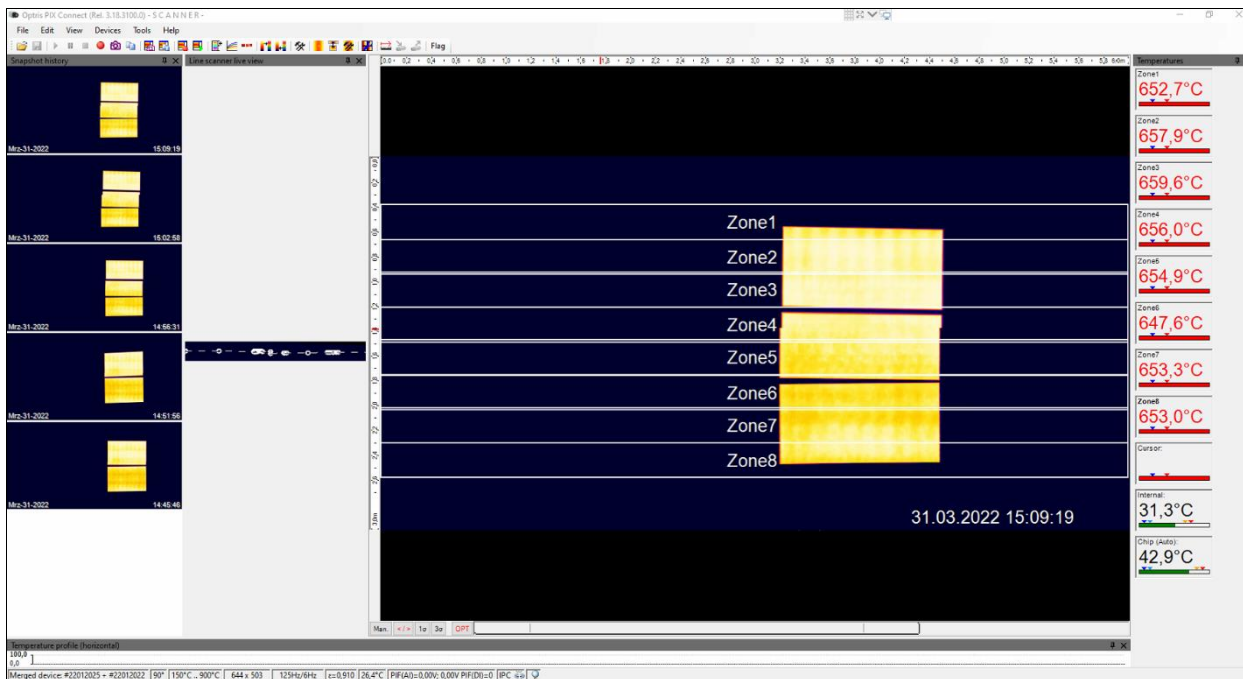 Optris PIX Connect (Rel. 3.18.3100.0) - S C A N N E R -
File Edit View Devices Tools Help
Flag
Snapshot history
Mrz-31-2022 15:09:19
Mrz-31-2022 15:02:58
Mrz-31-2022 14:56:31
Mrz-31-2022 14:51:56
Mrz-31-2022 14:45:46
Line scanner live view
Zone1
Zone2
Zone3
Zone4
Zone5
Zone6
Zone7
Zone8
31.03.2022 15:09:19
Man. 1σ 3σ OPT
Temperatures
Zone1
652,7°C
Zone2
657,9°C
Zone3
659,6°C
Zone4
656,0°C
Zone5
654,9°C
Zone6
647,6°C
Zone7
653,3°C
Zone8
653,0°C
Cursor:
Internal:
31,3°C
Chip (Auto):
42,9°C
Temperature profile (horizontal)
100,0
0,0
Merged device: #22012025 + #22012022 90° 150°C .. 900°C 644 x 503 125Hz/6Hz ε=0,910 26,4°C PIF(AI)=0,00V; 0,00V PIF(DI)=0 IPC